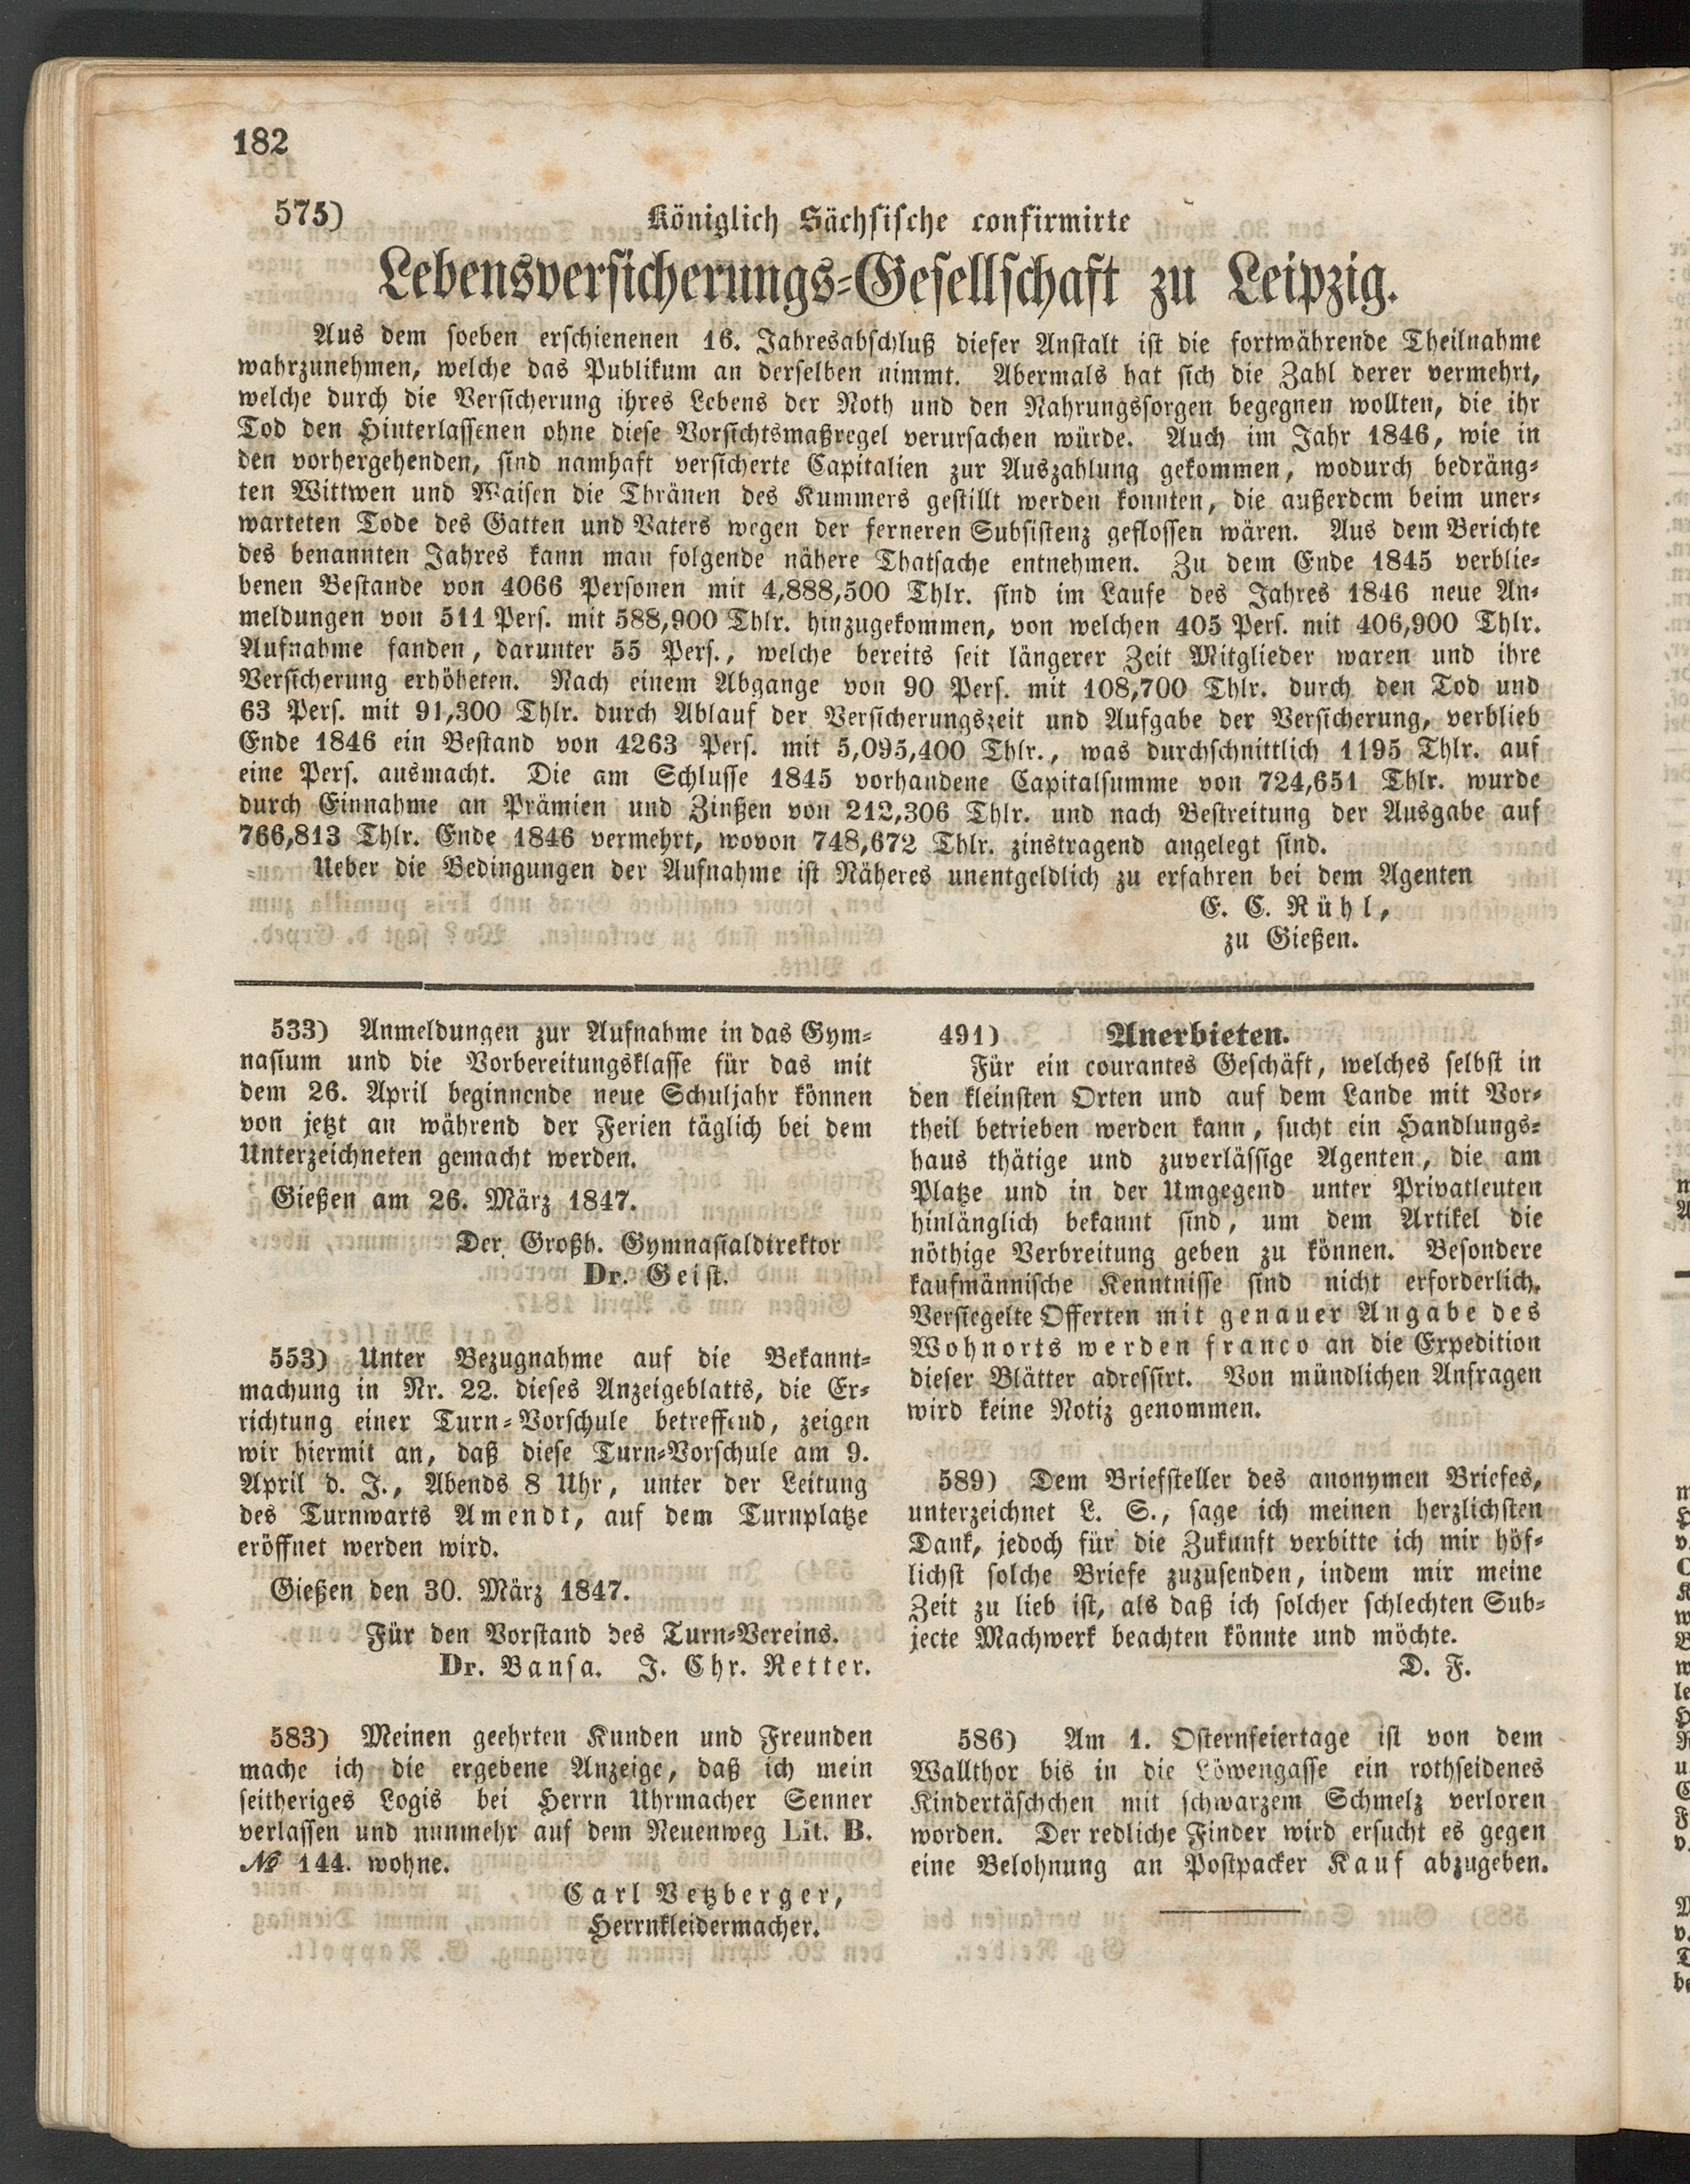 182
575)
Königlich Sächsische confirmirte
Lebensversicherungs-Gesellschaft zu Leipzig.
Aus dem soeben erschienenen 16. Jahresabschluß dieser Anstalt ist die fortwährende Theilnahme
wahrzunehmen, welche das Publikum an derselben nimmt. Abermals hat sich die Zahl derer vermehrt,
welche durch die Versicherung ihres Lebens der Noth und den Nahrungssorgen begegnen wollten, die ihr
Tod den Hinterlassenen ohne diese Vorsichtsmaßregel verursachen würde. Auch im Jahr 1846, wie in
den vorhergehenden, sind namhaft versicherte Capitalien zur Auszahlung gekommen, wodurch bedräng-
ten Wittwen und Waisen die Thränen des Kummers gestillt werden konnten, die außerdem beim uner-
warteten Tode des Gatten und Vaters wegen der ferneren Subsistenz geflossen wären. Aus dem Berichte
des benannten Jahres kann man folgende nähere Thatsache entnehmen. Zu dem Ende 1845 verblie-
benen Bestande von 4066 Personen mit 4,888,500 Thlr. sind im Laufe des Jahres 1846 neue An-
meldungen von 511 Pers. mit 588,900 Thlr. hinzugekommen, von welchen 405 Pers. mit 406,900 Thlr.
Aufnahme fanden, darunter 55 Pers., welche bereits seit längerer Zeit Mitglieder waren und ihre
Versicherung erhöheten. Nach einem Abgange von 90 Pers. mit 108,700 Thlr. durch den Tod und
63 Pers. mit 91,300 Thlr. durch Ablauf der Versicherungszeit und Aufgabe der Versicherung, verblieb
Ende 1846 ein Bestand von 4263 Pers. mit 5,095,400 Thlr., was durchschnittlich 1195 Thlr. auf
eine Pers. ausmacht. Die am Schlusse 1845 vorhandene Capitalsumme von 724,651 Thlr. wurde
durch Einnahme an Prämien und Zinßen von 212,306 Thlr. und nach Bestreitung der Ausgabe auf
766,813 Thlr. Ende 1846 vermehrt, wovon 748,672 Thlr. zinstragend angelegt sind.
Ueber die Bedingungen der Aufnahme ist Näheres unentgeldlich zu erfahren bei dem Agenten
E. C. Rühl,
zu Gießen.
533) Anmeldungen zur Aufnahme in das Gym-
nasium und die Vorbereitungsklasse für das mit
dem 26. April beginnende neue Schuljahr können
von jetzt an während der Ferien täglich bei dem
Unterzeichneten gemacht werden.
Gießen am 26. März 1847.
Der Großh. Gymnasialdirektor
Dr. Geist.
553) Unter Bezugnahme auf die Bekannt-
machung in Nr. 22. dieses Anzeigeblatts, die Er-
richtung einer Turn-Vorschule betreffend, zeigen
wir hiermit an, daß diese Turn-Vorschule am 9.
April d. J., Abends 8 Uhr, unter der Leitung
des Turnwarts Amendt, auf dem Turnplatze
eröffnet werden wird.
Gießen den 30. März 1847.
Für den Vorstand des Turn-Vereins.
Dr. Bansa. J. Chr. Retter.
583) Meinen geehrten Kunden und Freunden
mache ich die ergebene Anzeige, daß ich mein
seitheriges Logis bei Herrn Uhrmacher Senner
verlassen und nunmehr auf dem Neuenweg Lit. B.
№ 144. wohne.
Carl Vetzberger,
Herrnkleidermacher.
491) Anerbieten.
Für ein courantes Geschäft, welches selbst in
den kleinsten Orten und auf dem Lande mit Vor-
theil betrieben werden kann, sucht ein Handlungs-
haus thätige und zuverlässige Agenten, die am
Platze und in der Umgegend unter Privatleuten
hinlänglich bekannt sind, um dem Artikel die
nöthige Verbreitung geben zu können. Besondere
kaufmännische Kenntnisse sind nicht erforderlich.
Versiegelte Offerten mit genauer Angabe des
Wohnorts werden franco an die Expedition
dieser Blätter adressirt. Von mündlichen Anfragen
wird keine Notiz genommen.
589) Dem Briefsteller des anonymen Briefes,
unterzeichnet L. S., sage ich meinen herzlichsten
Dank, jedoch für die Zukunft verbitte ich mir höf-
lichst solche Briefe zuzusenden, indem mir meine
Zeit zu lieb ist, als daß ich solcher schlechten Sub-
jecte Machwerk beachten könnte und möchte.
D. F.
586) Am 1. Osternfeiertage ist von dem
Wallthor bis in die Löwengasse ein rothseidenes
Kindertäschchen mit schwarzem Schmelz verloren
worden. Der redliche Finder wird ersucht es gegen
eine Belohnung an Postpacker Kauf abzugeben.